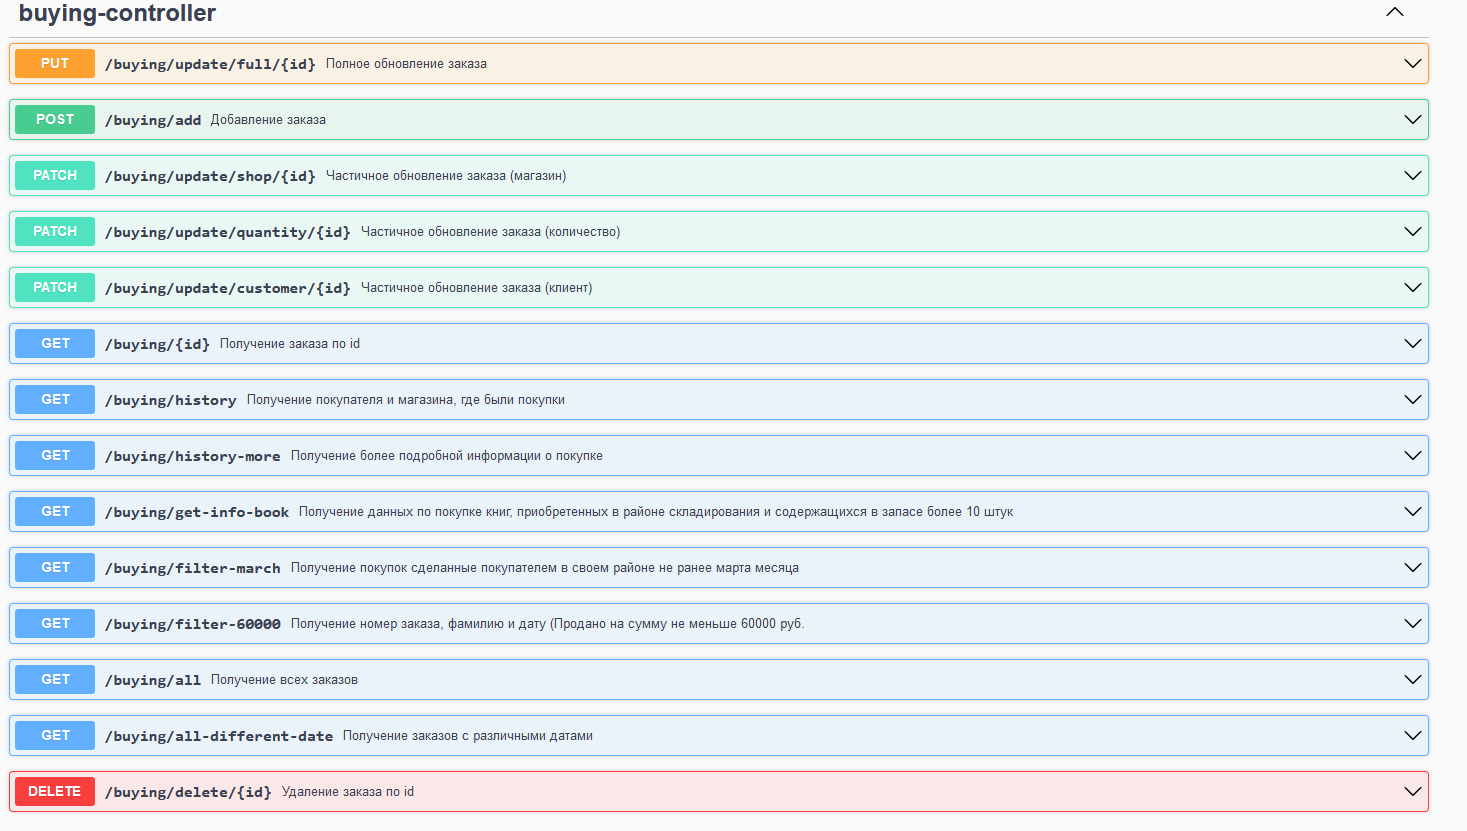 buying-controller
PUT /buying/update/full/{id} Полное обновление заказа
POST /buying/add Добавление заказа
PATCH /buying/update/shop/{id} Частичное обновление заказа (магазин)
PATCH /buying/update/quantity/{id} Частичное обновление заказа (количество)
PATCH /buying/update/customer/{id} Частичное обновление заказа (клиент)
GET /buying/{id} Получение заказа по id
GET /buying/history Получение покупателя и магазина, где были покупки
GET /buying/history-more Получение более подробной информации о покупке
GET /buying/get-info-book Получение данных по покупке книг, приобретенных в районе складирования и содержащихся в запасе более 10 штук
GET /buying/filter-march Получение покупок сделанные покупателем в своем районе не ранее марта месяца
GET /buying/filter-60000 Получение номер заказа, фамилию и дату (Продано на сумму не меньше 60000 руб.
GET /buying/all Получение всех заказов
GET /buying/all-different-date Получение заказов с различными датами
DELETE /buying/delete/{id} Удаление заказа по id